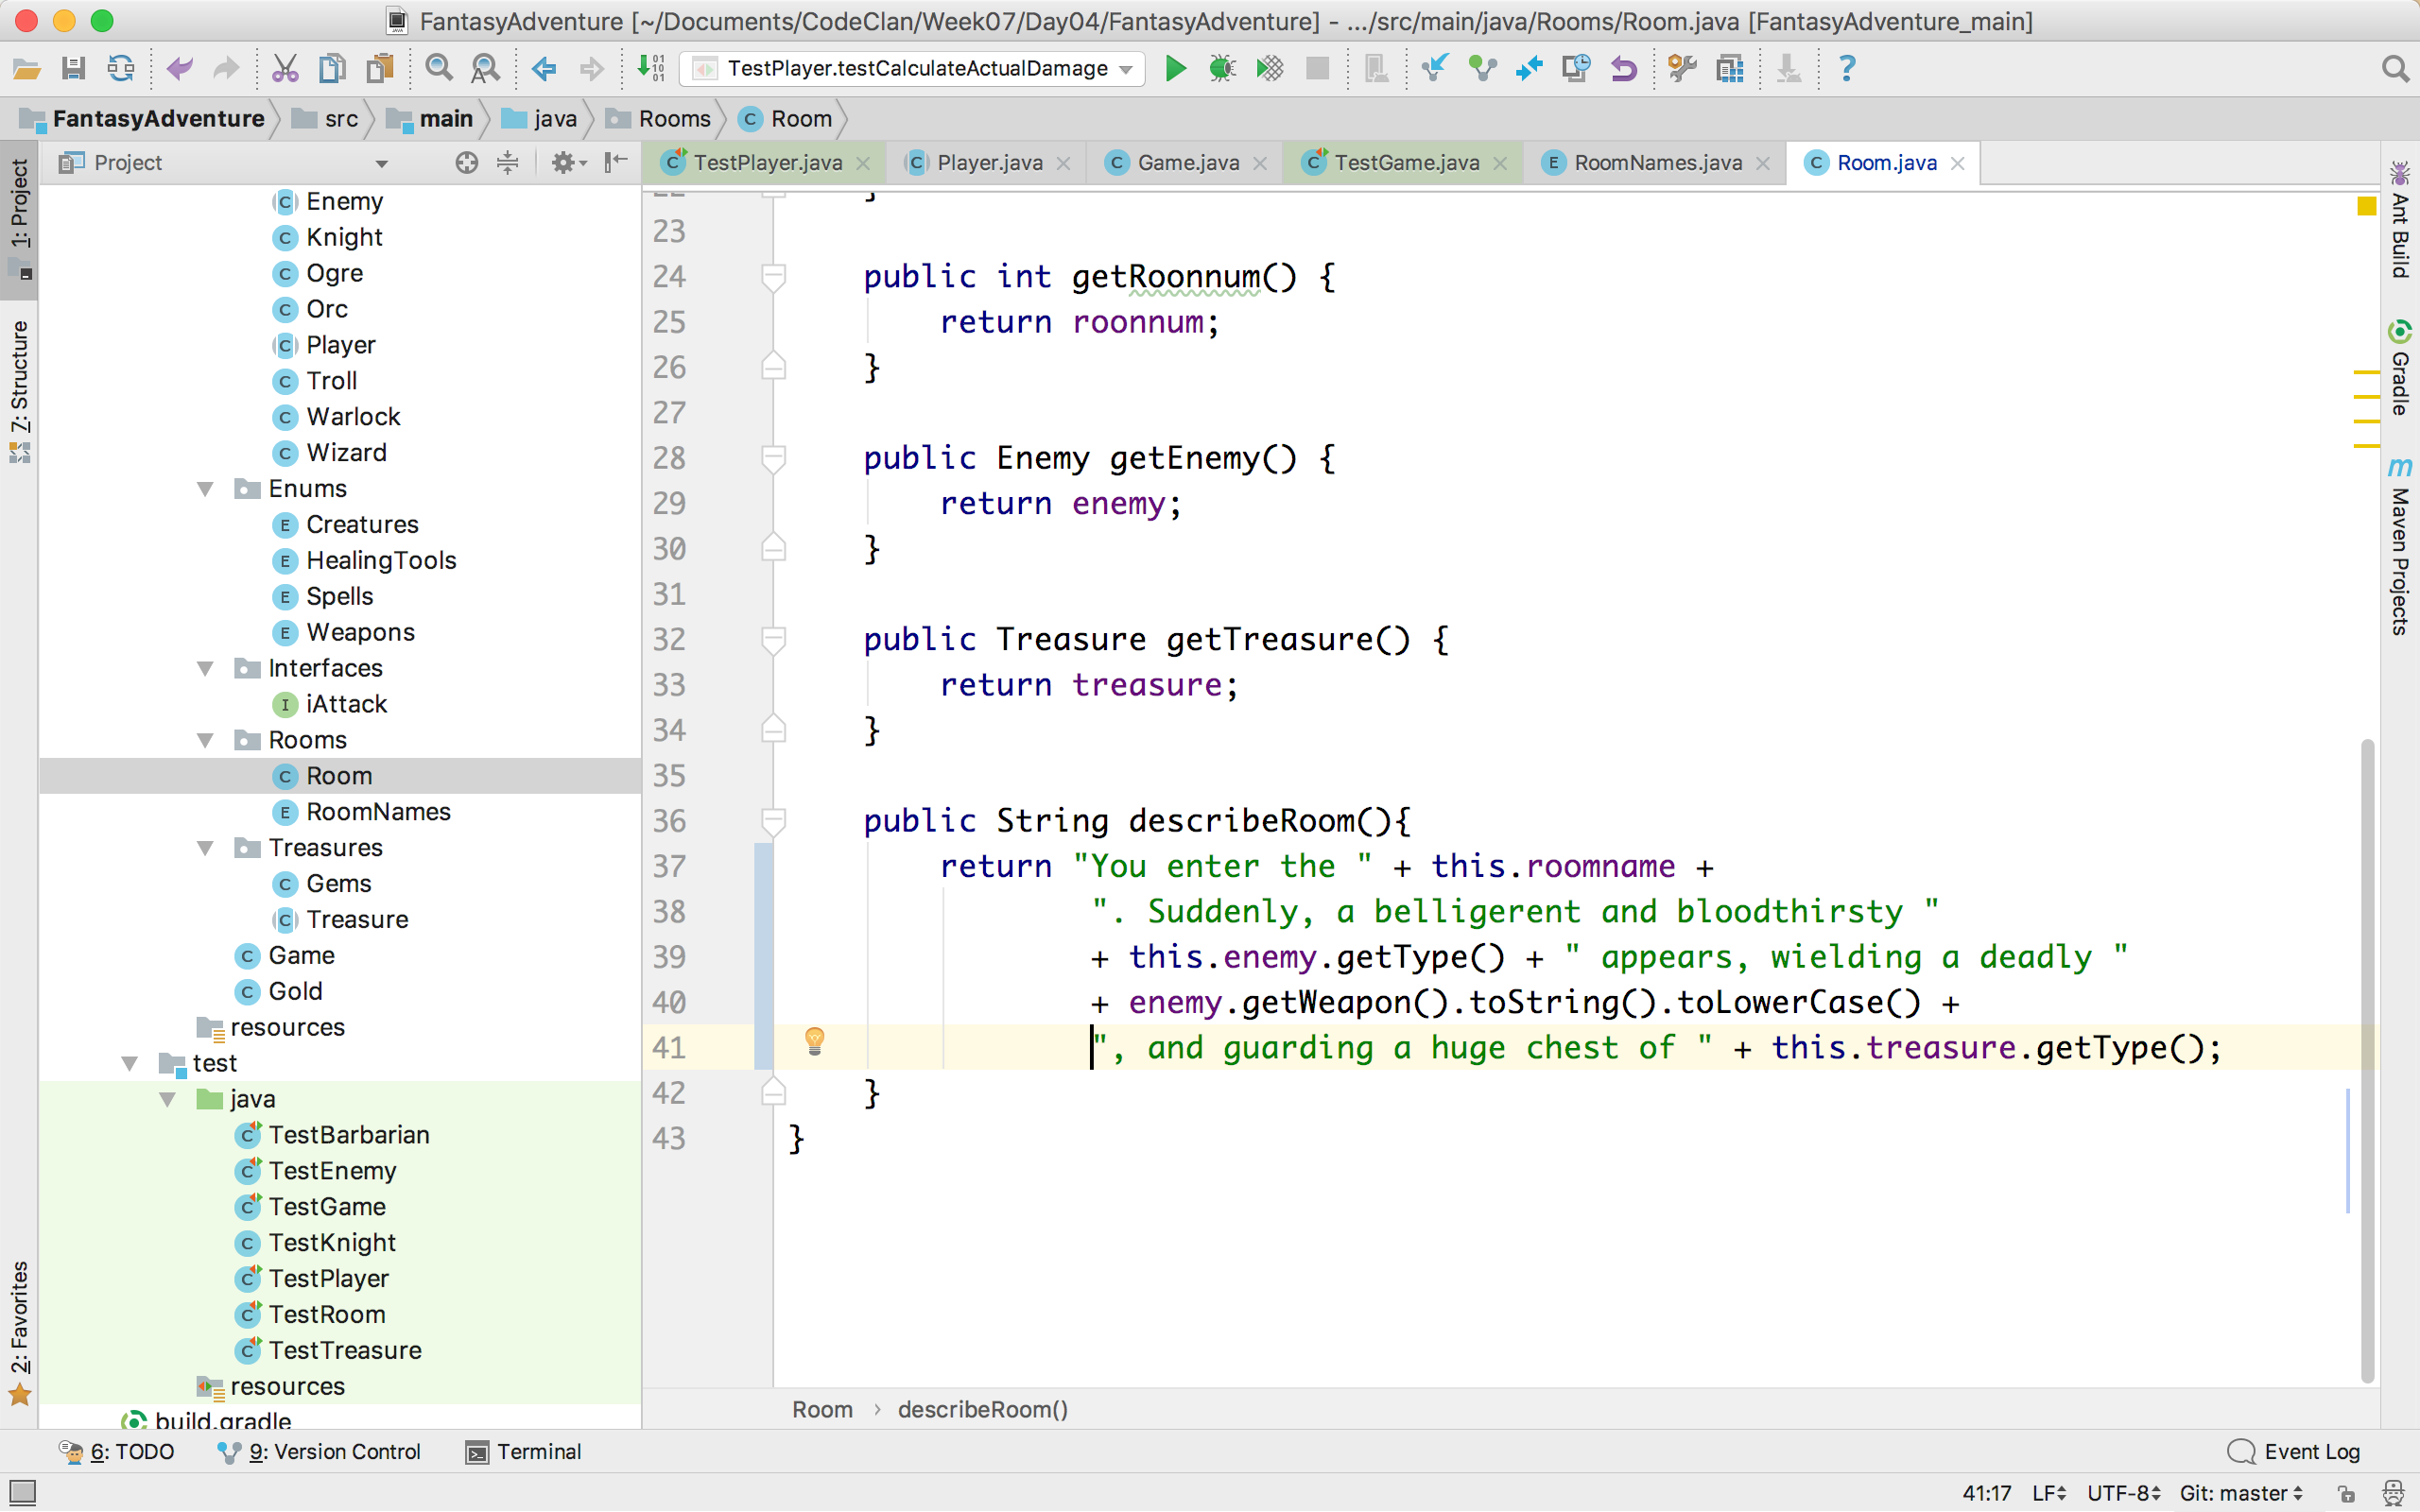 FantasyAdventure [~/Documents/CodeClan/Week07/Day04/FantasyAdventure] - .../src/main/java/Rooms/Room.java [FantasyAdventure_main]
TestPlayer.testCalculateActualDamage
FantasyAdventure src main java Rooms Room
Project
TestPlayer.java Player.java Game.java TestGame.java RoomNames.java Room.java
1: Project
7: Structure
2: Favorites
Enemy
Knight
Ogre
Orc
Player
Troll
Warlock
Wizard
Enums
Creatures
HealingTools
Spells
Weapons
Interfaces
iAttack
Rooms
Room
RoomNames
Treasures
Gems
Treasure
Game
Gold
resources
test
java
TestBarbarian
TestEnemy
TestGame
TestKnight
TestPlayer
TestRoom
TestTreasure
resources
build.gradle
22 }
23
24 public int getRoonnum() {
25 return roonnum;
26 }
27
28 public Enemy getEnemy() {
29 return enemy;
30 }
31
32 public Treasure getTreasure() {
33 return treasure;
34 }
35
36 public String describeRoom(){
37 return "You enter the " + this.roomname +
38 ". Suddenly, a belligerent and bloodthirsty "
39 + this.enemy.getType() + " appears, wielding a deadly "
40 + enemy.getWeapon().toString().toLowerCase() +
41 ", and guarding a huge chest of " + this.treasure.getType();
42 }
43 }
Room › describeRoom()
Ant Build
Gradle
Maven Projects
6: TODO 9: Version Control Terminal Event Log
41:17 LF UTF-8 Git: master